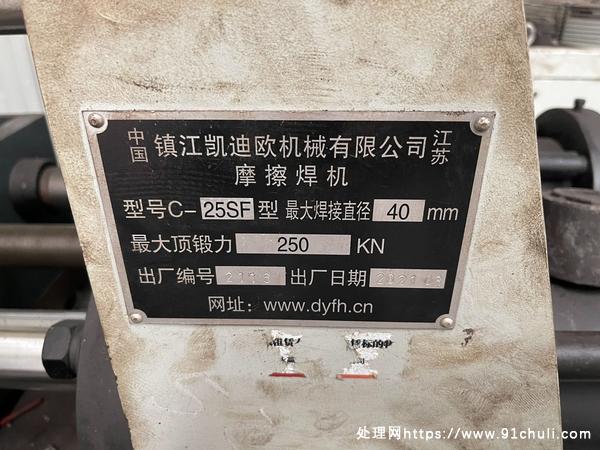 中国 镇江凯迪欧机械有限公司 江苏
摩擦焊机
型号C-25SF型 最大焊接直径 40 mm
最大顶锻力 250 KN
出厂编号 出厂日期
网址：www.dyfh.cn
处理网https://www.91chuli.com